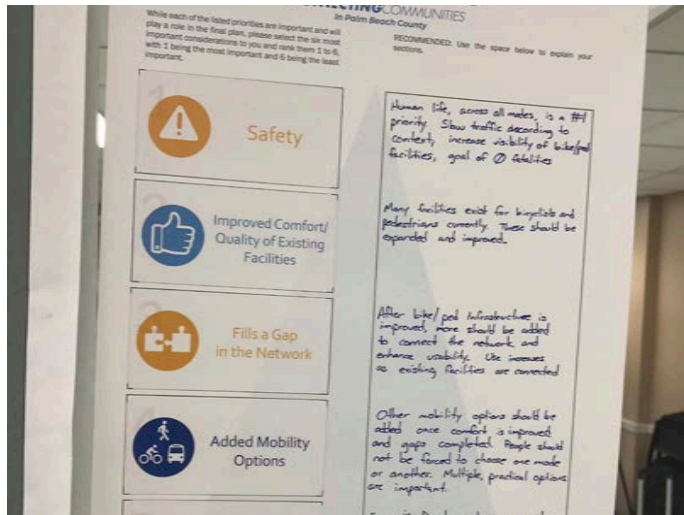 COMMUNITIES
In Palm Beach County
While each of the listed priorities are important and will
play a role in the final plan, please select the six most
important considerations to you and rank them 1 to 6,
with 1 being the most important and 6 being the least
important.
RECOMMENDED: Use the space below to explain your
sections.
1
Safety
Human life, across all modes, is a #1
priority. Slow traffic according to
context, increase visibility of bike/ped
facilities, goal of Ø fatalities
2
Improved Comfort/
Quality of Existing
Facilities
Many facilities exist for bicyclists and
pedestrians currently. These should be
expanded and improved.
3
Fills a Gap
in the Network
After bike/ped infrastructure is
improved, more should be added
to connect the network and
enhance usability. Use increases
as existing facilities are connected
4
Added Mobility
Options
Other mobility options should be
added once comfort is improved
and gaps completed. People should
not be forced to choose one mode
or another. Multiple, practical options
are important.